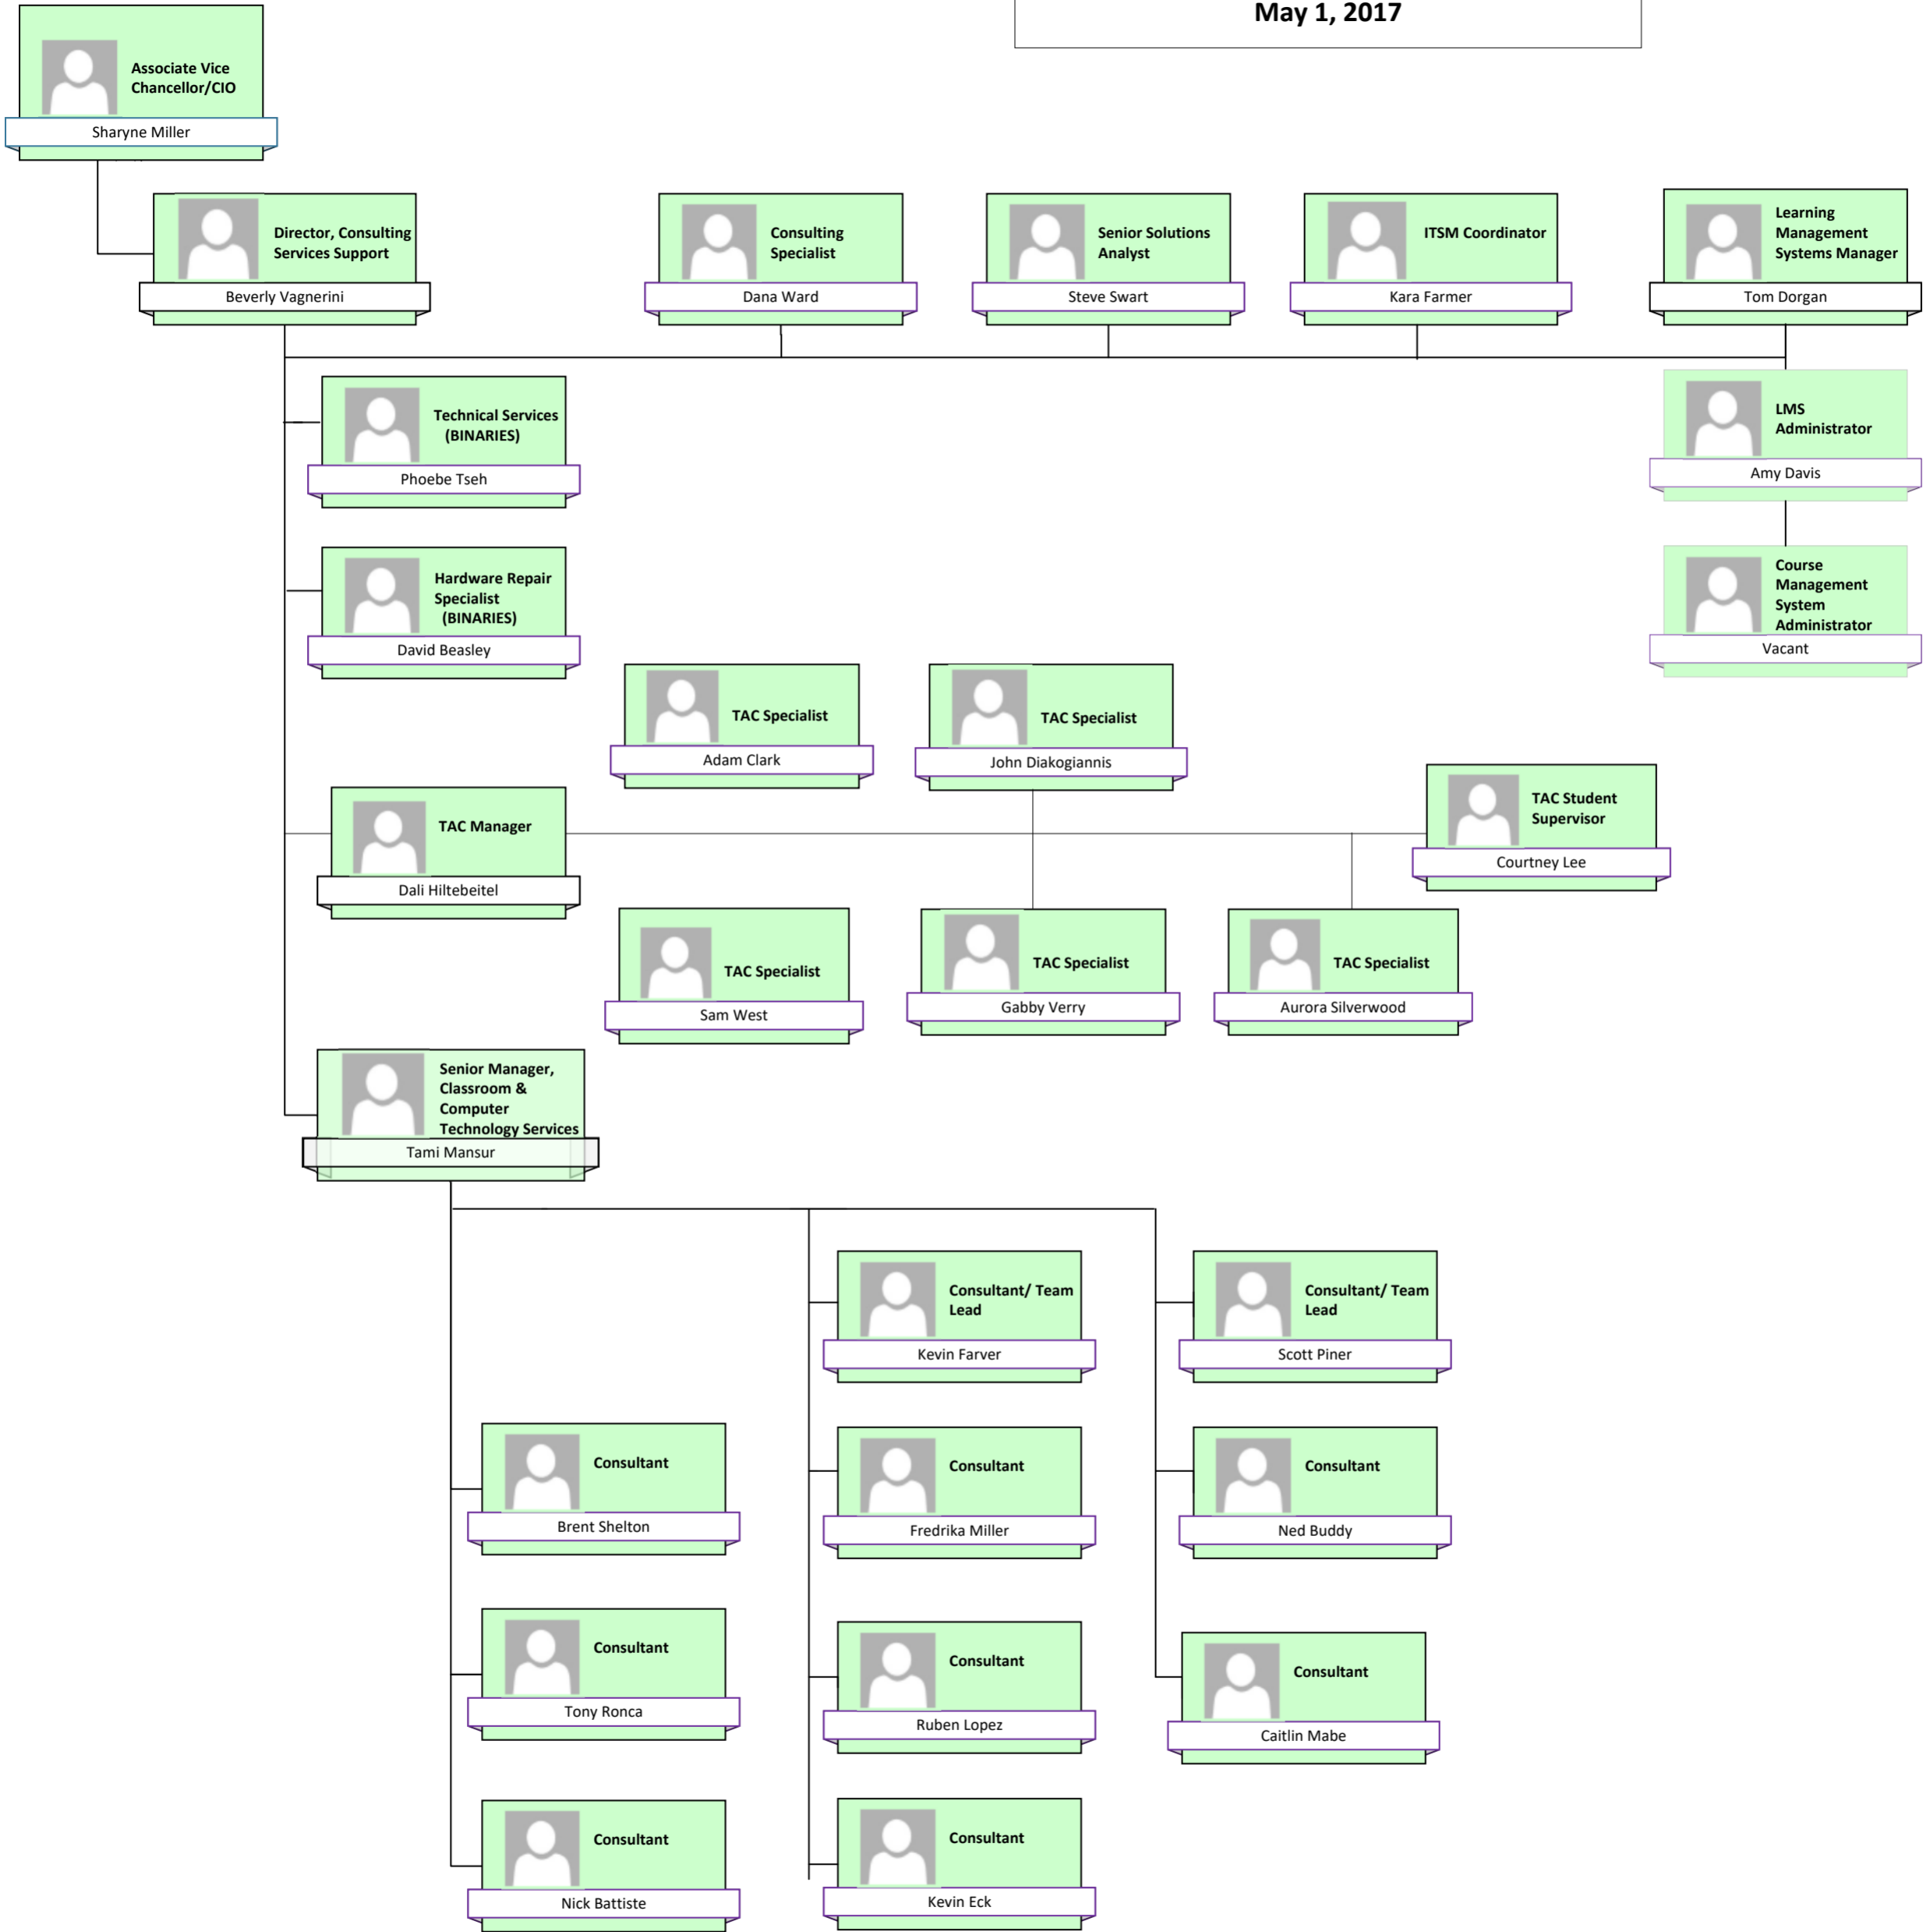 May 1, 2017
Associate Vice
Chancellor/CIO
Sharyne Miller
Director, Consulting
Services Support
Beverly Vagnerini
Consulting
Specialist
Dana Ward
Senior Solutions
Analyst
Steve Swart
ITSM Coordinator
Kara Farmer
Learning
Management
Systems Manager
Tom Dorgan
Technical Services
(BINARIES)
Phoebe Tseh
LMS
Administrator
Amy Davis
Hardware Repair
Specialist
(BINARIES)
David Beasley
Course
Management
System
Administrator
Vacant
TAC Specialist
Adam Clark
TAC Specialist
John Diakogiannis
TAC Manager
Dali Hiltebeitel
TAC Student
Supervisor
Courtney Lee
TAC Specialist
Sam West
TAC Specialist
Gabby Verry
TAC Specialist
Aurora Silverwood
Senior Manager,
Classroom &
Computer
Technology Services
Tami Mansur
Consultant/ Team
Lead
Kevin Farver
Consultant/ Team
Lead
Scott Piner
Consultant
Brent Shelton
Consultant
Fredrika Miller
Consultant
Ned Buddy
Consultant
Tony Ronca
Consultant
Ruben Lopez
Consultant
Caitlin Mabe
Consultant
Nick Battiste
Consultant
Kevin Eck